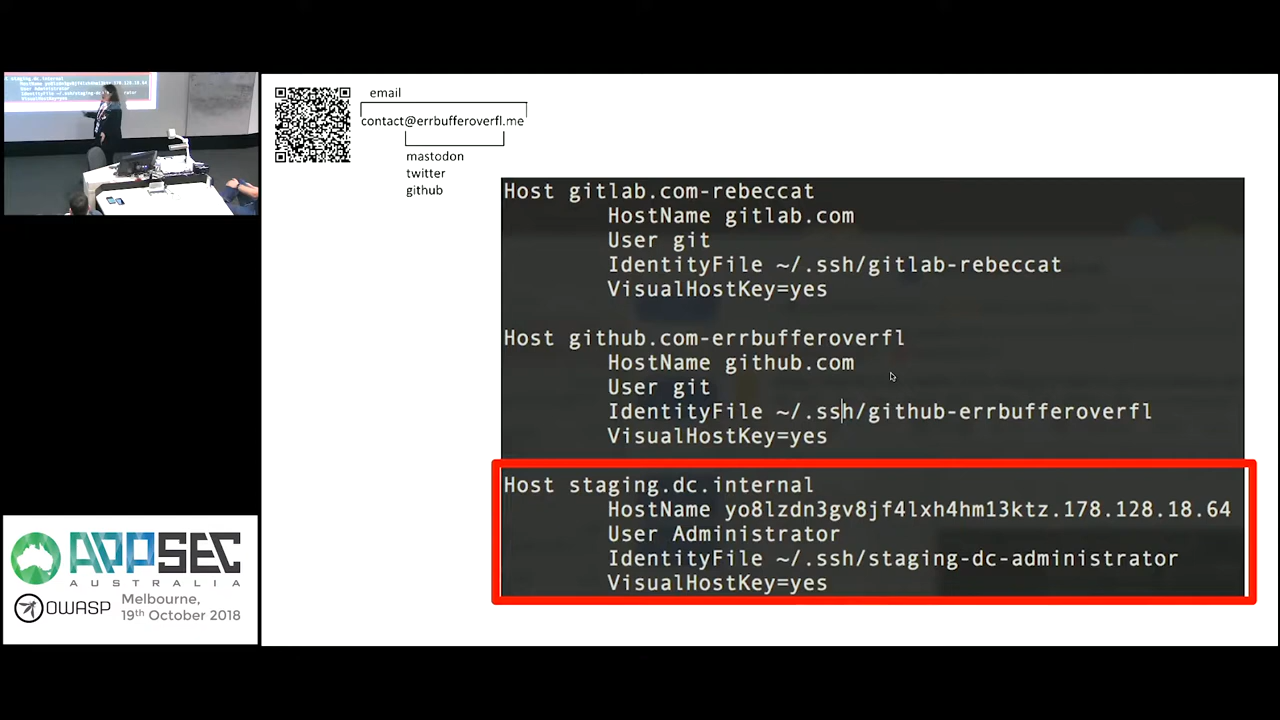 email
contact@errbufferoverfl.me
mastodon
twitter
github
Host gitlab.com-rebeccat
HostName gitlab.com
User git
IdentityFile ~/.ssh/gitlab-rebeccat
VisualHostKey=yes
Host github.com-errbufferoverfl
HostName github.com
User git
IdentityFile ~/.ssh/github-errbufferoverfl
VisualHostKey=yes
Host staging.dc.internal
HostName yo8lzdn3gv8jf4lxh4hm13ktz.178.128.18.64
User Administrator
IdentityFile ~/.ssh/staging-dc-administrator
VisualHostKey=yes
APPSEC
AUSTRALIA
OWASP
Melbourne,
19th October 2018